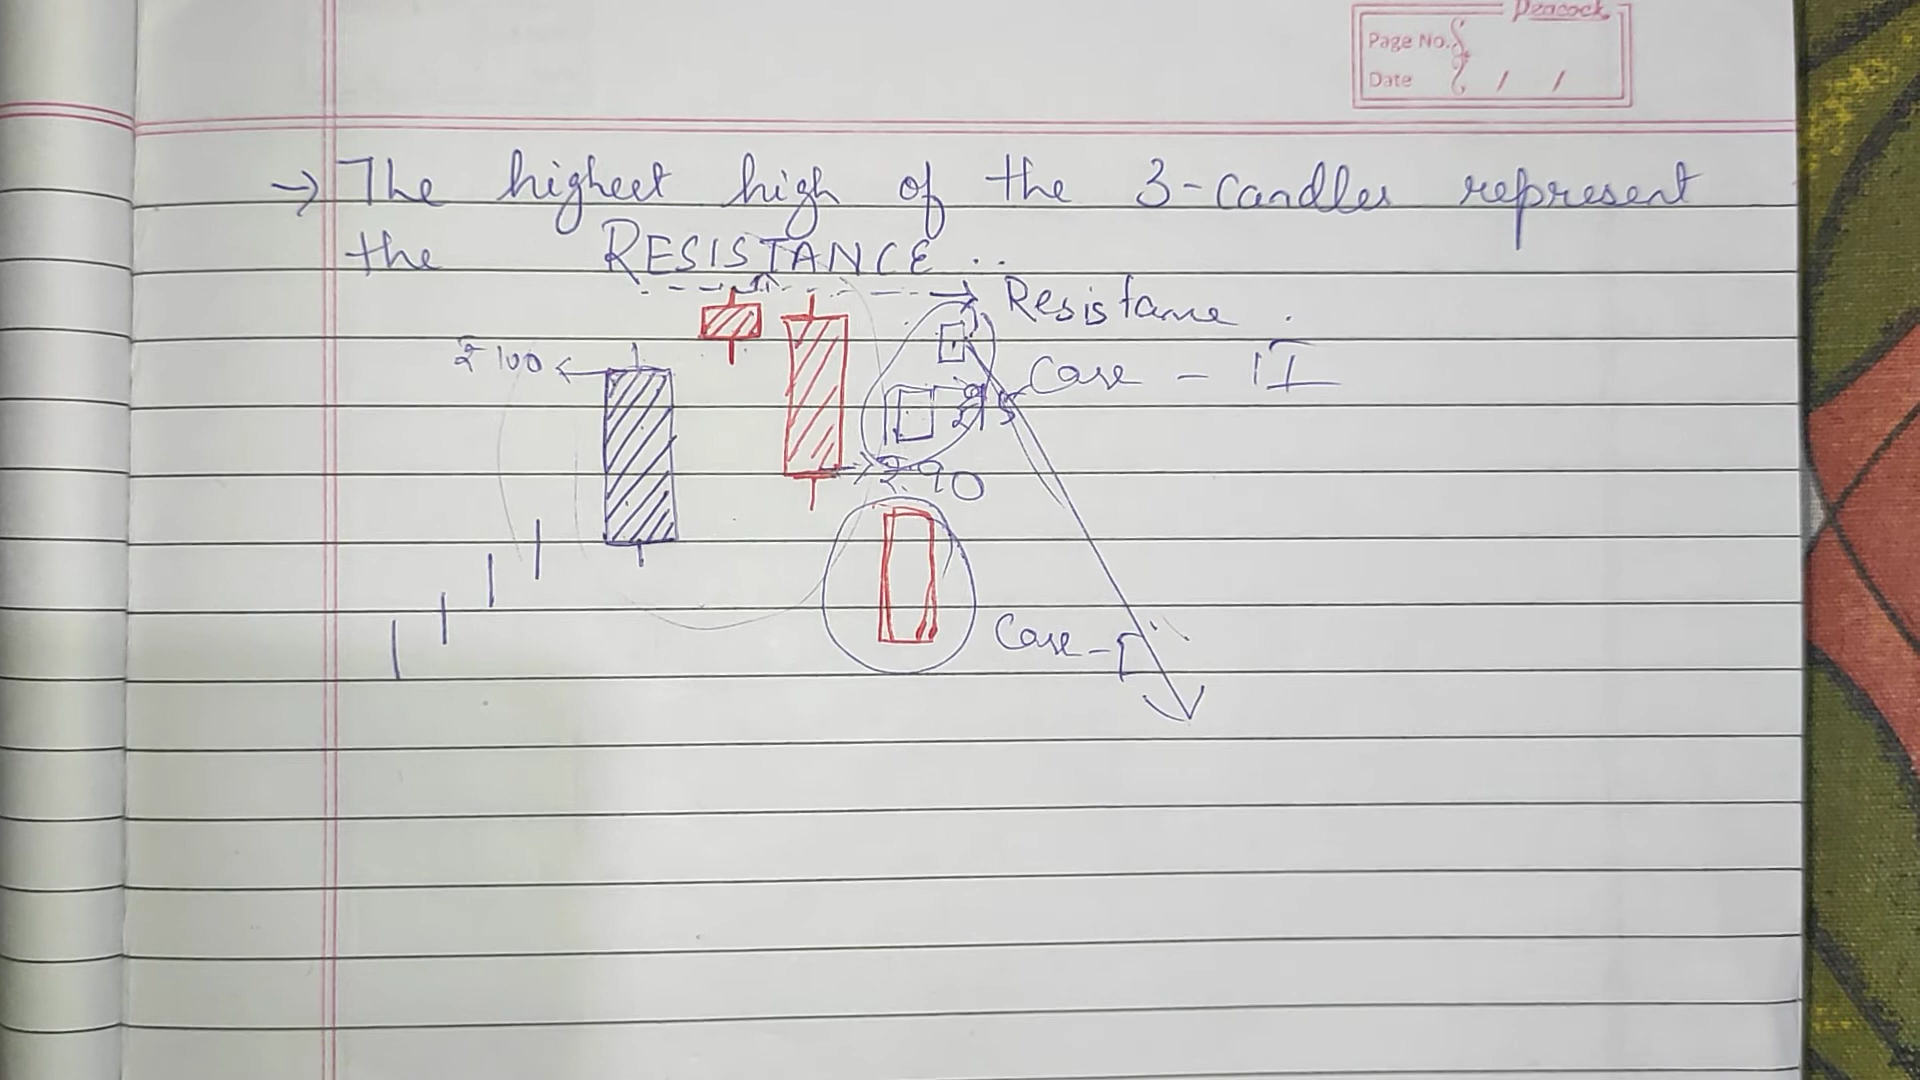 Peacock
Page No.
Date / /
→ The highest high of the 3-candles represent
the RESISTANCE..
Resistance .
₹ 100 ←
Case - II
₹.90
Case - I